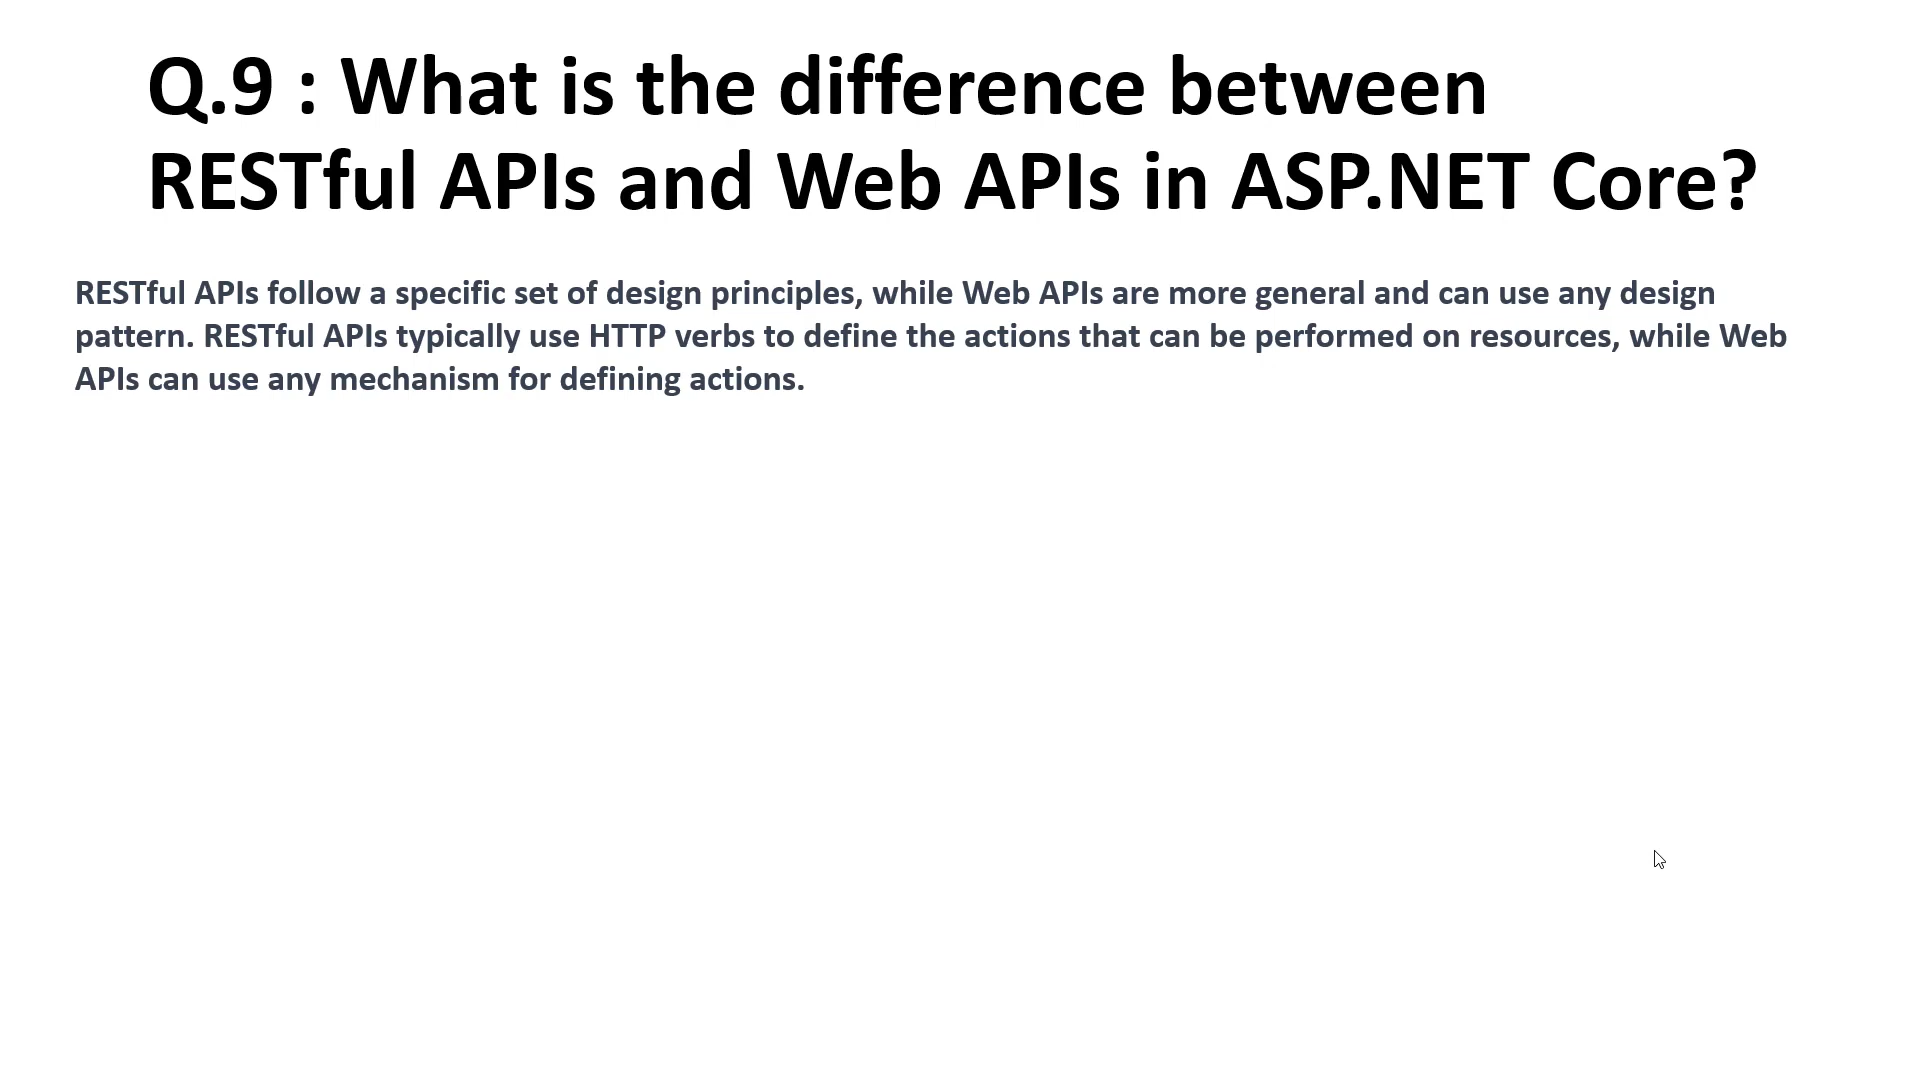 Q.9 : What is the difference between
RESTful APIs and Web APIs in ASP.NET Core?
RESTful APIs follow a specific set of design principles, while Web APIs are more general and can use any design
pattern. RESTful APIs typically use HTTP verbs to define the actions that can be performed on resources, while Web
APIs can use any mechanism for defining actions.